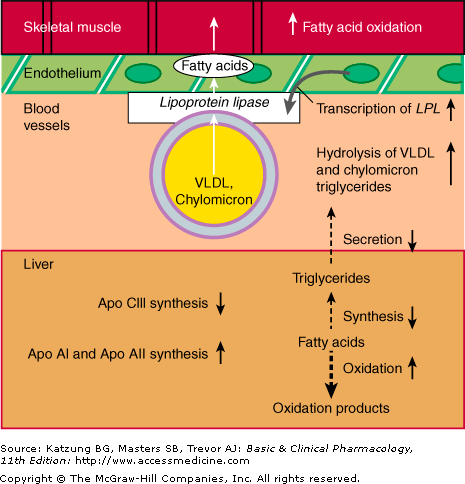 Skeletal muscle
Fatty acid oxidation
Endothelium
Fatty acids
Blood
vessels
Lipoprotein lipase
Transcription of LPL
Hydrolysis of VLDL
and chylomicron
triglycerides
VLDL,
Chylomicron
Secretion
Liver
Triglycerides
Apo CIII synthesis
Synthesis
Fatty acids
Apo AI and Apo AII synthesis
Oxidation
Oxidation products
Source: Katzung BG, Masters SB, Trevor AJ: Basic & Clinical Pharmacology,
11th Edition: http://www.accessmedicine.com
Copyright © The McGraw-Hill Companies, Inc. All rights reserved.